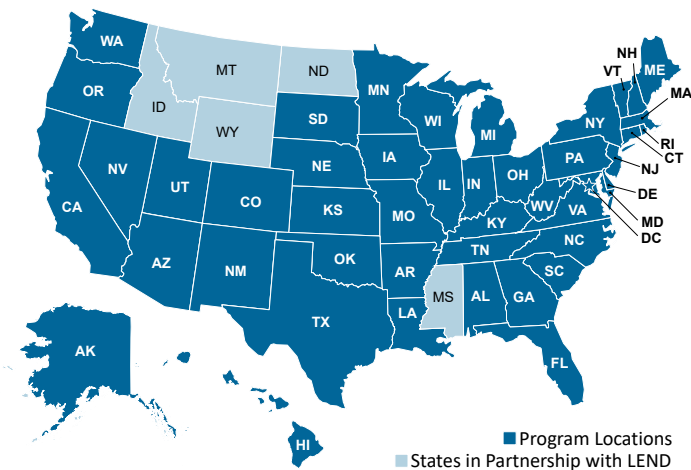 WA
MT
ND
MN
OR
ID
WY
SD
WI
MI
NH
VT
ME
MA
NY
RI
CT
NJ
PA
NV
UT
CO
NE
IA
IL
IN
OH
DE
MD
DC
WV
VA
CA
KS
MO
KY
NC
TN
AZ
NM
OK
AR
SC
MS
AL
GA
LA
TX
AK
FL
HI
Program Locations
States in Partnership with LEND